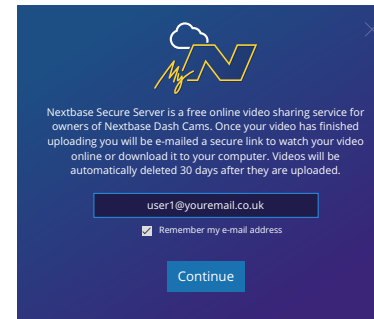 My N
Nextbase Secure Server is a free online video sharing service for
owners of Nextbase Dash Cams. Once your video has finished
uploading you will be e-mailed a secure link to watch your video
online or download it to your computer. Videos will be
automatically deleted 30 days after they are uploaded.
user1@youremail.co.uk
Remember my e-mail address
Continue